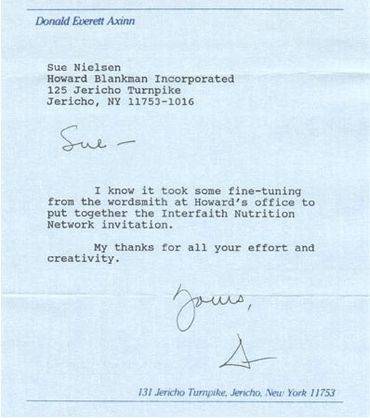 Donald Everett Axinn
Sue Nielsen
Howard Blankman Incorporated
125 Jericho Turnpike
Jericho, NY 11753-1016
Sue —
I know it took some fine-tuning
from the wordsmith at Howard's office to
put together the Interfaith Nutrition
Network invitation.
My thanks for all your effort and
creativity.
Yours,
131 Jericho Turnpike, Jericho, New York 11753